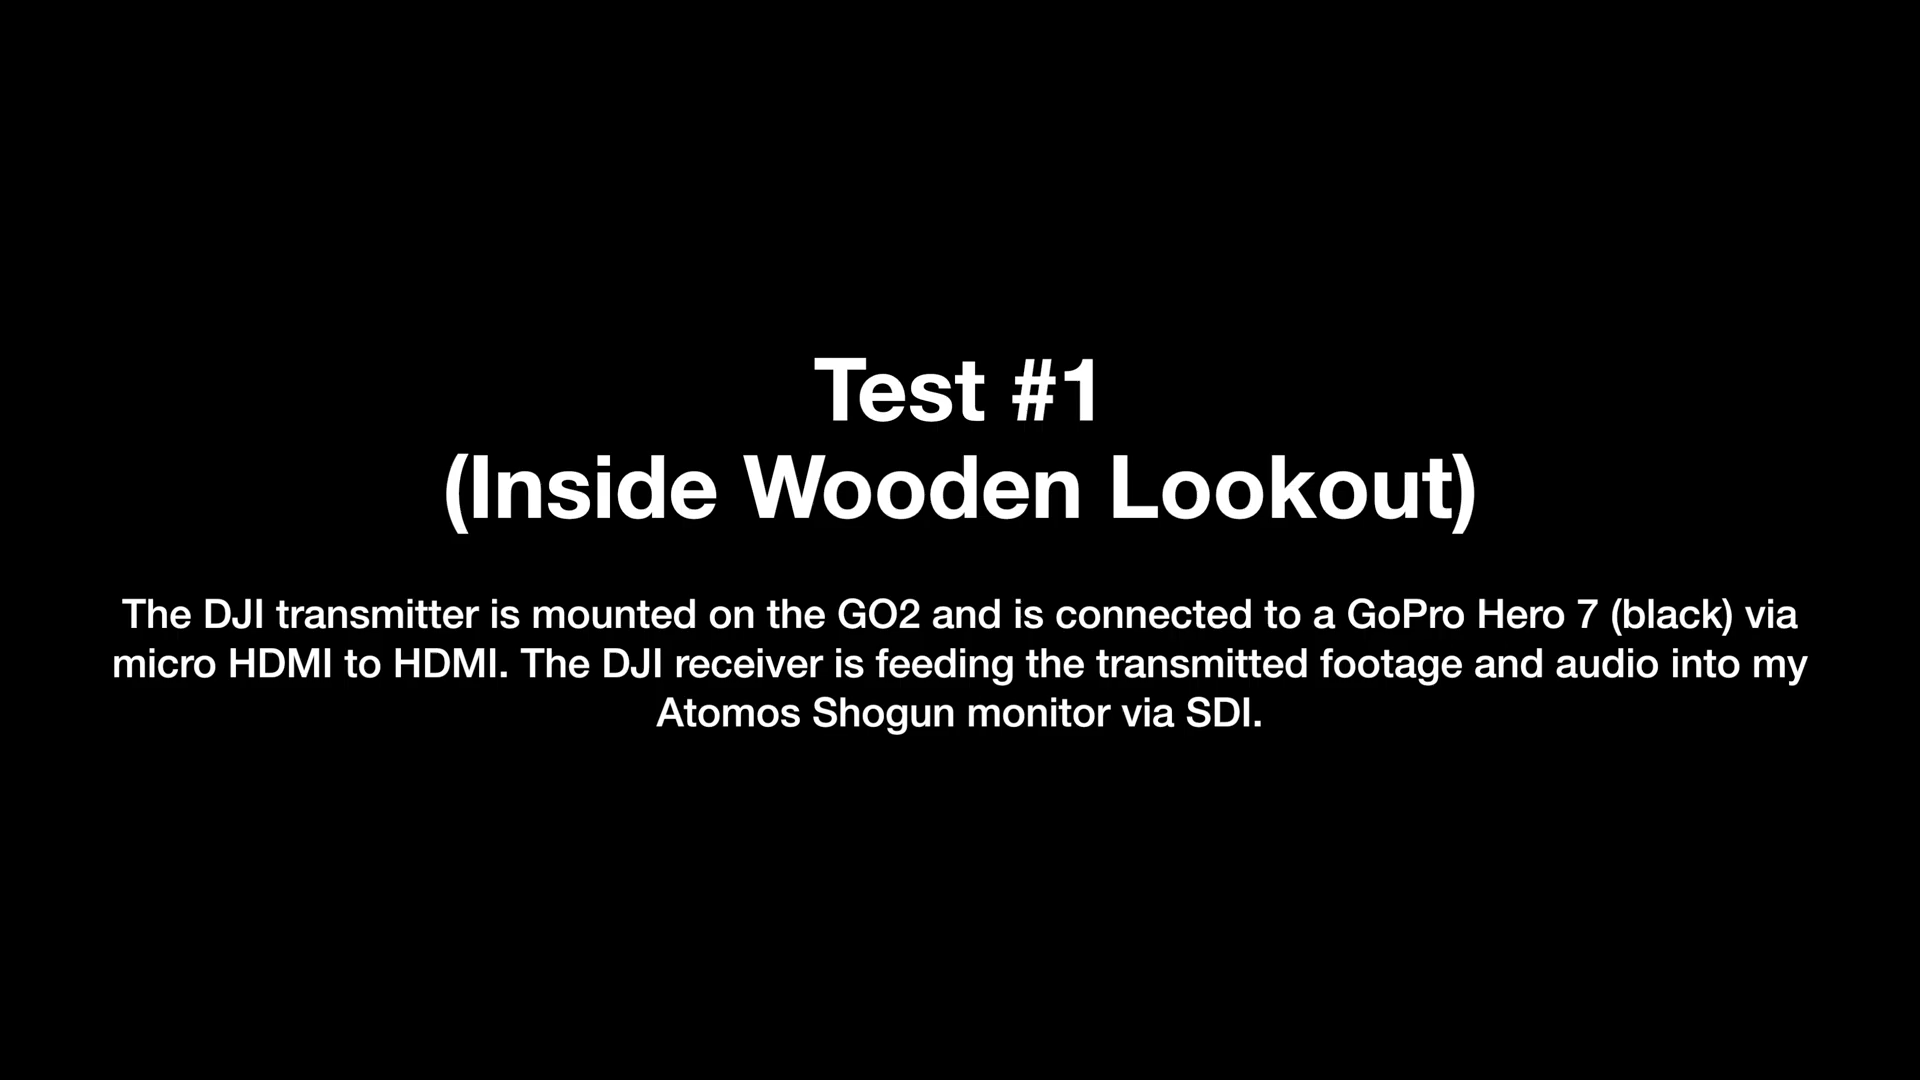 Test #1
(Inside Wooden Lookout)
The DJI transmitter is mounted on the GO2 and is connected to a GoPro Hero 7 (black) via
micro HDMI to HDMI. The DJI receiver is feeding the transmitted footage and audio into my
Atomos Shogun monitor via SDI.